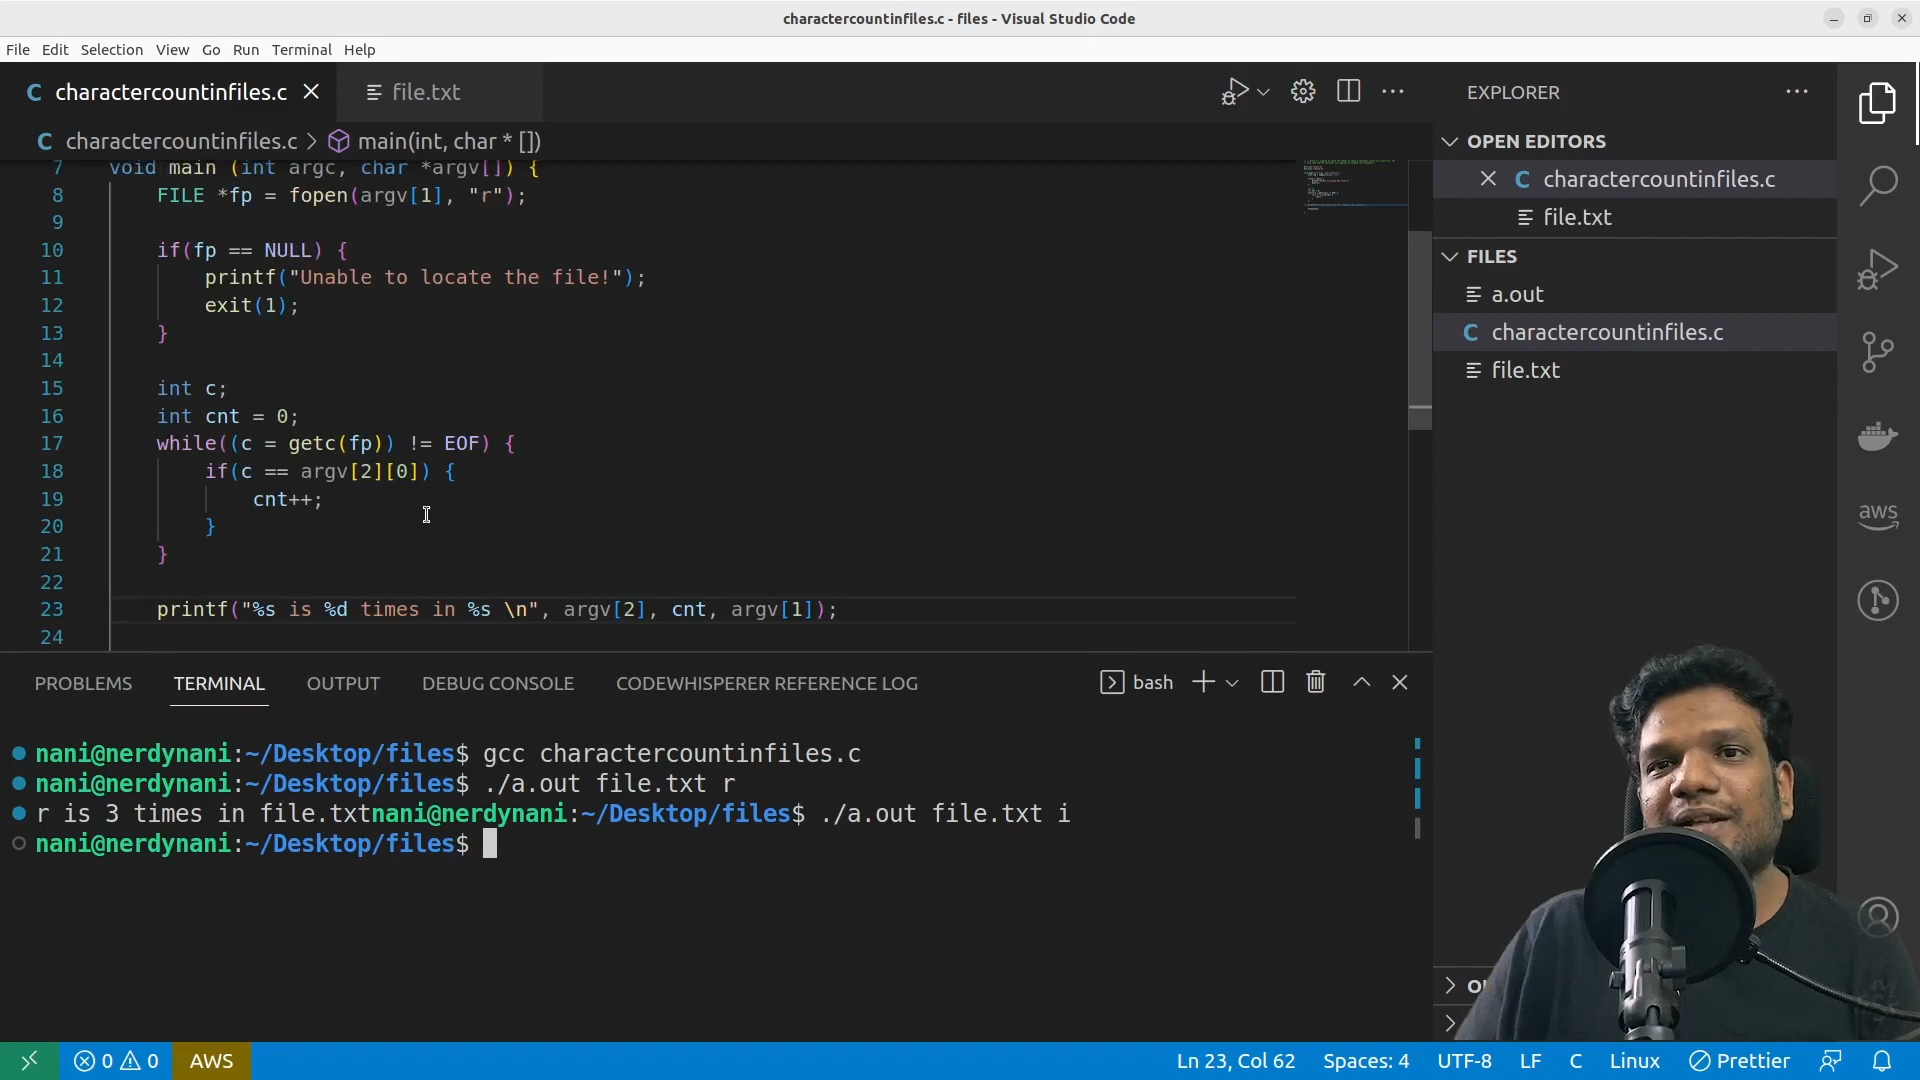 charactercountinfiles.c - files - Visual Studio Code
File Edit Selection View Go Run Terminal Help
charactercountinfiles.c
file.txt
EXPLORER
charactercountinfiles.c > main(int, char * [])
OPEN EDITORS
charactercountinfiles.c
file.txt
FILES
a.out
charactercountinfiles.c
file.txt
7 void main (int argc, char *argv[]) {
8 FILE *fp = fopen(argv[1], "r");
9
10 if(fp == NULL) {
11 printf("Unable to locate the file!");
12 exit(1);
13 }
14
15 int c;
16 int cnt = 0;
17 while((c = getc(fp)) != EOF) {
18 if(c == argv[2][0]) {
19 cnt++;
20 }
21 }
22
23 printf("%s is %d times in %s \n", argv[2], cnt, argv[1]);
24
aws
PROBLEMS TERMINAL OUTPUT DEBUG CONSOLE CODEWHISPERER REFERENCE LOG
bash
nani@nerdynani:~/Desktop/files$ gcc charactercountinfiles.c
nani@nerdynani:~/Desktop/files$ ./a.out file.txt r
r is 3 times in file.txtnani@nerdynani:~/Desktop/files$ ./a.out file.txt i
nani@nerdynani:~/Desktop/files$
0 0 AWS
Ln 23, Col 62 Spaces: 4 UTF-8 LF C Linux Prettier